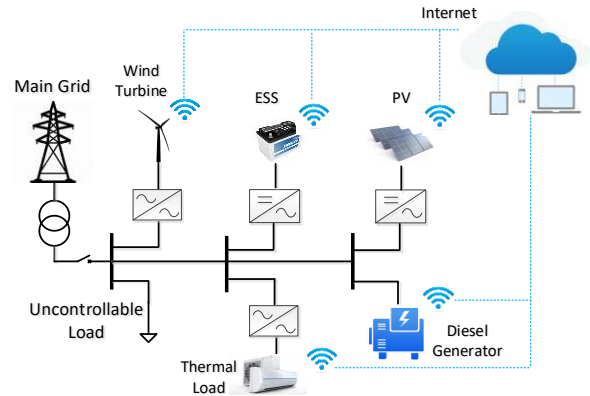 Internet
Wind
Turbine
Main Grid
ESS
PV
Uncontrollable
Load
Thermal
Load
Diesel
Generator